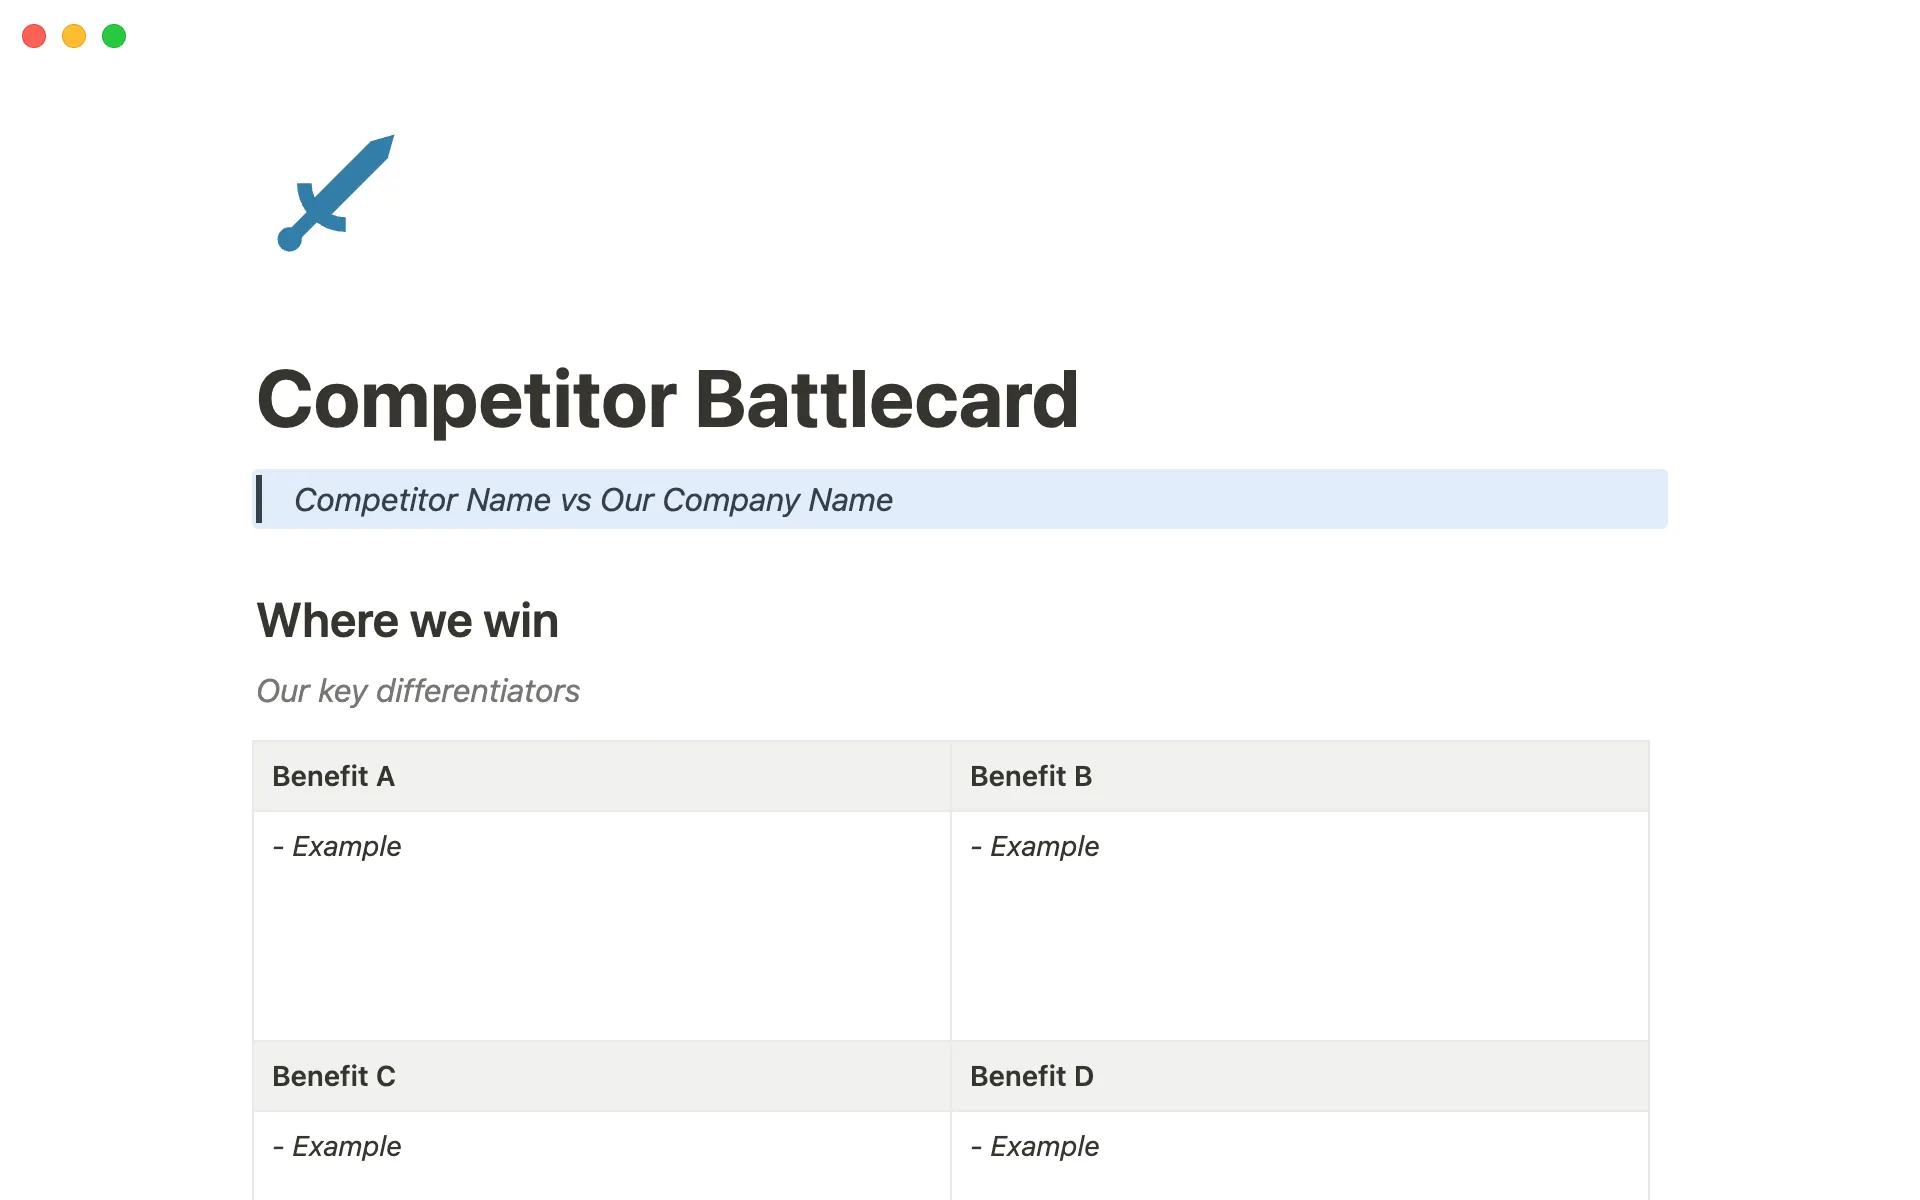 Competitor Battlecard
Competitor Name vs Our Company Name
Where we win
Our key differentiators
Benefit A
Benefit B
- Example
- Example
Benefit C
Benefit D
- Example
- Example